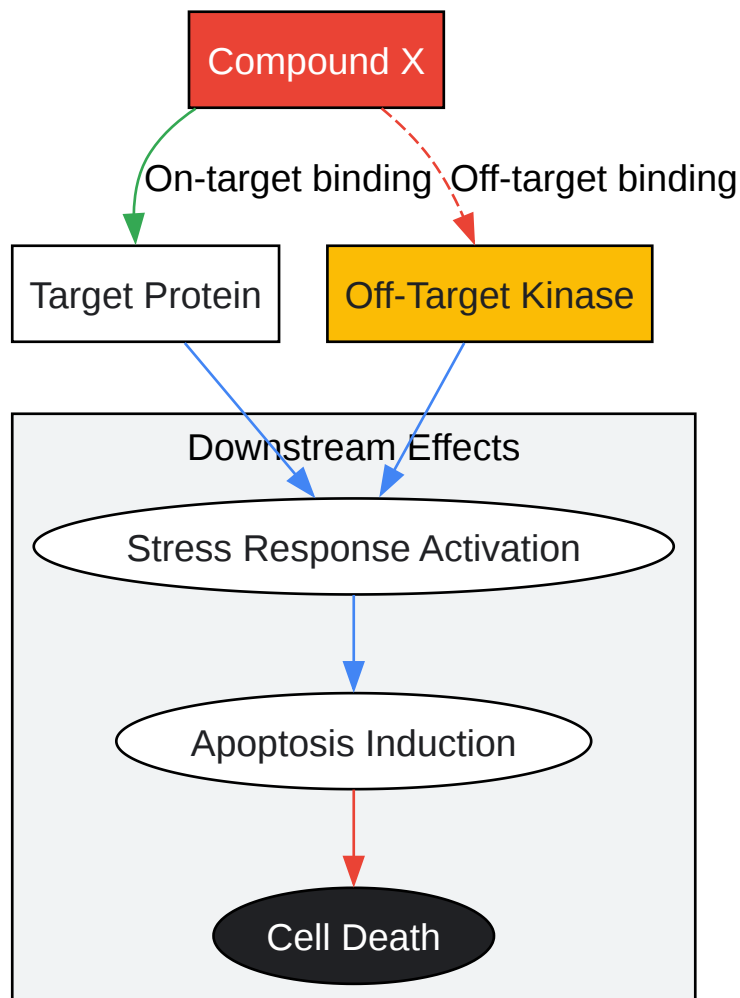 Compound X
On-target binding
Off-target binding
Target Protein
Off-Target Kinase
Downstream Effects
Stress Response Activation
Apoptosis Induction
Cell Death